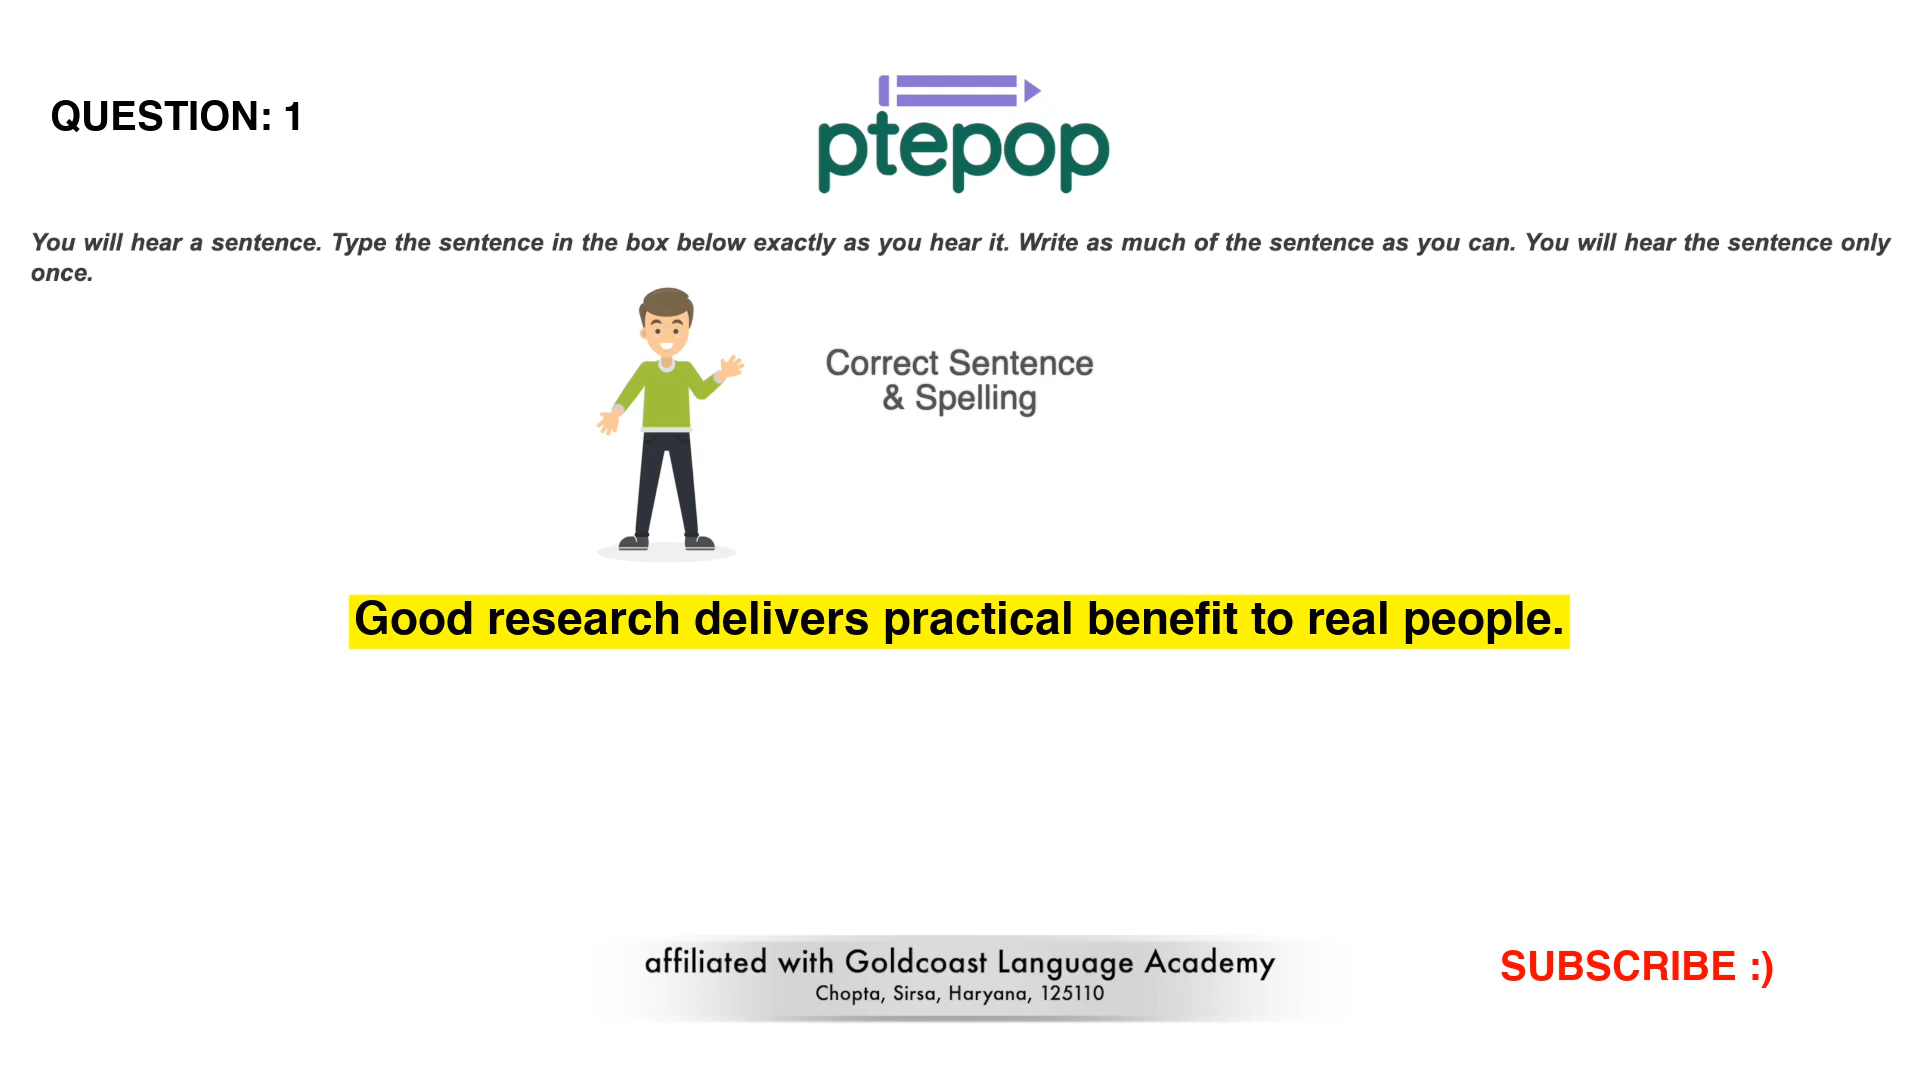 QUESTION: 1
ptepop
You will hear a sentence. Type the sentence in the box below exactly as you hear it. Write as much of the sentence as you can. You will hear the sentence only
once.
Correct Sentence
& Spelling
Good research delivers practical benefit to real people.
affiliated with Goldcoast Language Academy
Chopta, Sirsa, Haryana, 125110
SUBSCRIBE :)